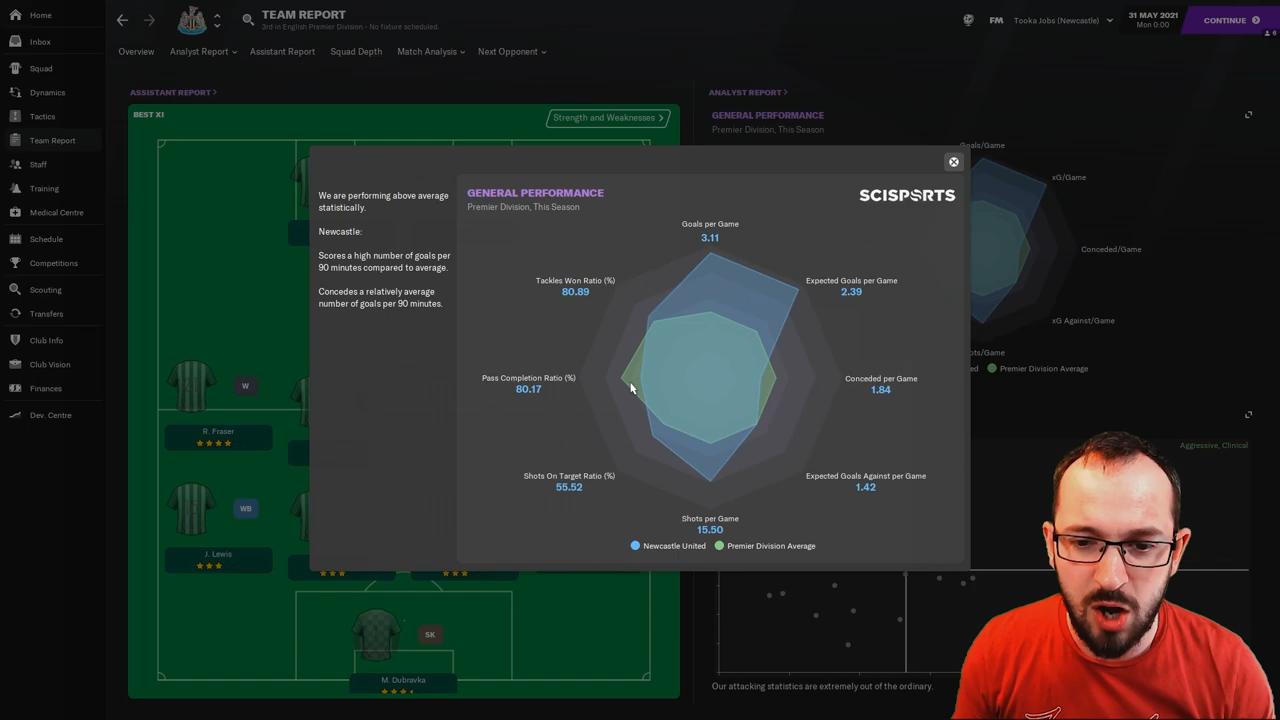 Home
Inbox
Squad
Dynamics
Tactics
Team Report
Staff
Training
Medical Centre
Schedule
Competitions
Scouting
Transfers
Club Info
Club Vision
Finances
Dev. Centre
TEAM REPORT
3rd in English Premier Division - No fixture scheduled.
FM
Tooka Jobs (Newcastle)
31 MAY 2021
Mon 0:00
CONTINUE
6
Overview
Analyst Report
Assistant Report
Squad Depth
Match Analysis
Next Opponent
ASSISTANT REPORT >
BEST XI
Strength and Weaknesses
W
R. Fraser
WB
J. Lewis
SK
M. Dubravka
We are performing above average
statistically.
Newcastle:
Scores a high number of goals per
90 minutes compared to average.
Concedes a relatively average
number of goals per 90 minutes.
GENERAL PERFORMANCE
Premier Division, This Season
SCISPORTS
Goals per Game
3.11
Tackles Won Ratio (%)
80.89
Expected Goals per Game
2.39
Pass Completion Ratio (%)
80.17
Conceded per Game
1.84
Shots On Target Ratio (%)
55.52
Expected Goals Against per Game
1.42
Shots per Game
15.50
Newcastle United
Premier Division Average
ANALYST REPORT >
GENERAL PERFORMANCE
Premier Division, This Season
Goals/Game
xG/Game
Conceded/Game
xG Against/Game
ots/Game
Premier Division Average
Aggressive, Clinical
Our attacking statistics are extremely out of the ordinary.